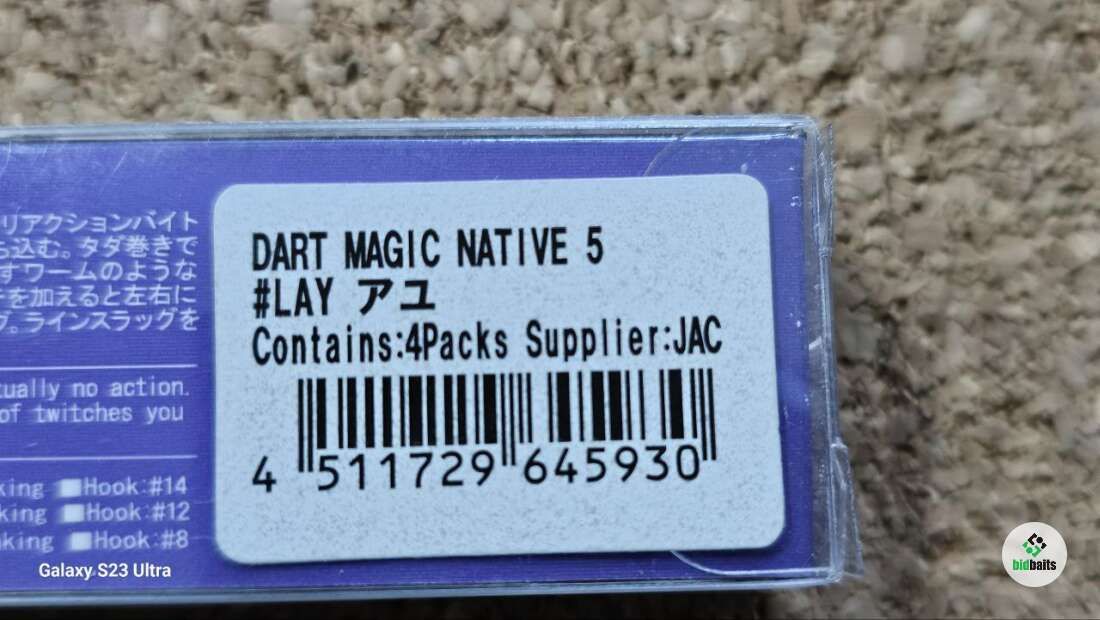 リアクションバイト
ち込む。タダ巻きで
すワームのような
を加えると左右に
グ。ラインスラッグを
tually no action.
of twitches you
king ■Hook:#14
king ■Hook:#12
king ■Hook:#8
DART MAGIC NATIVE 5
#LAY アユ
Contains:4Packs Supplier:JAC
4 511729 645930
Galaxy S23 Ultra
bidbaits